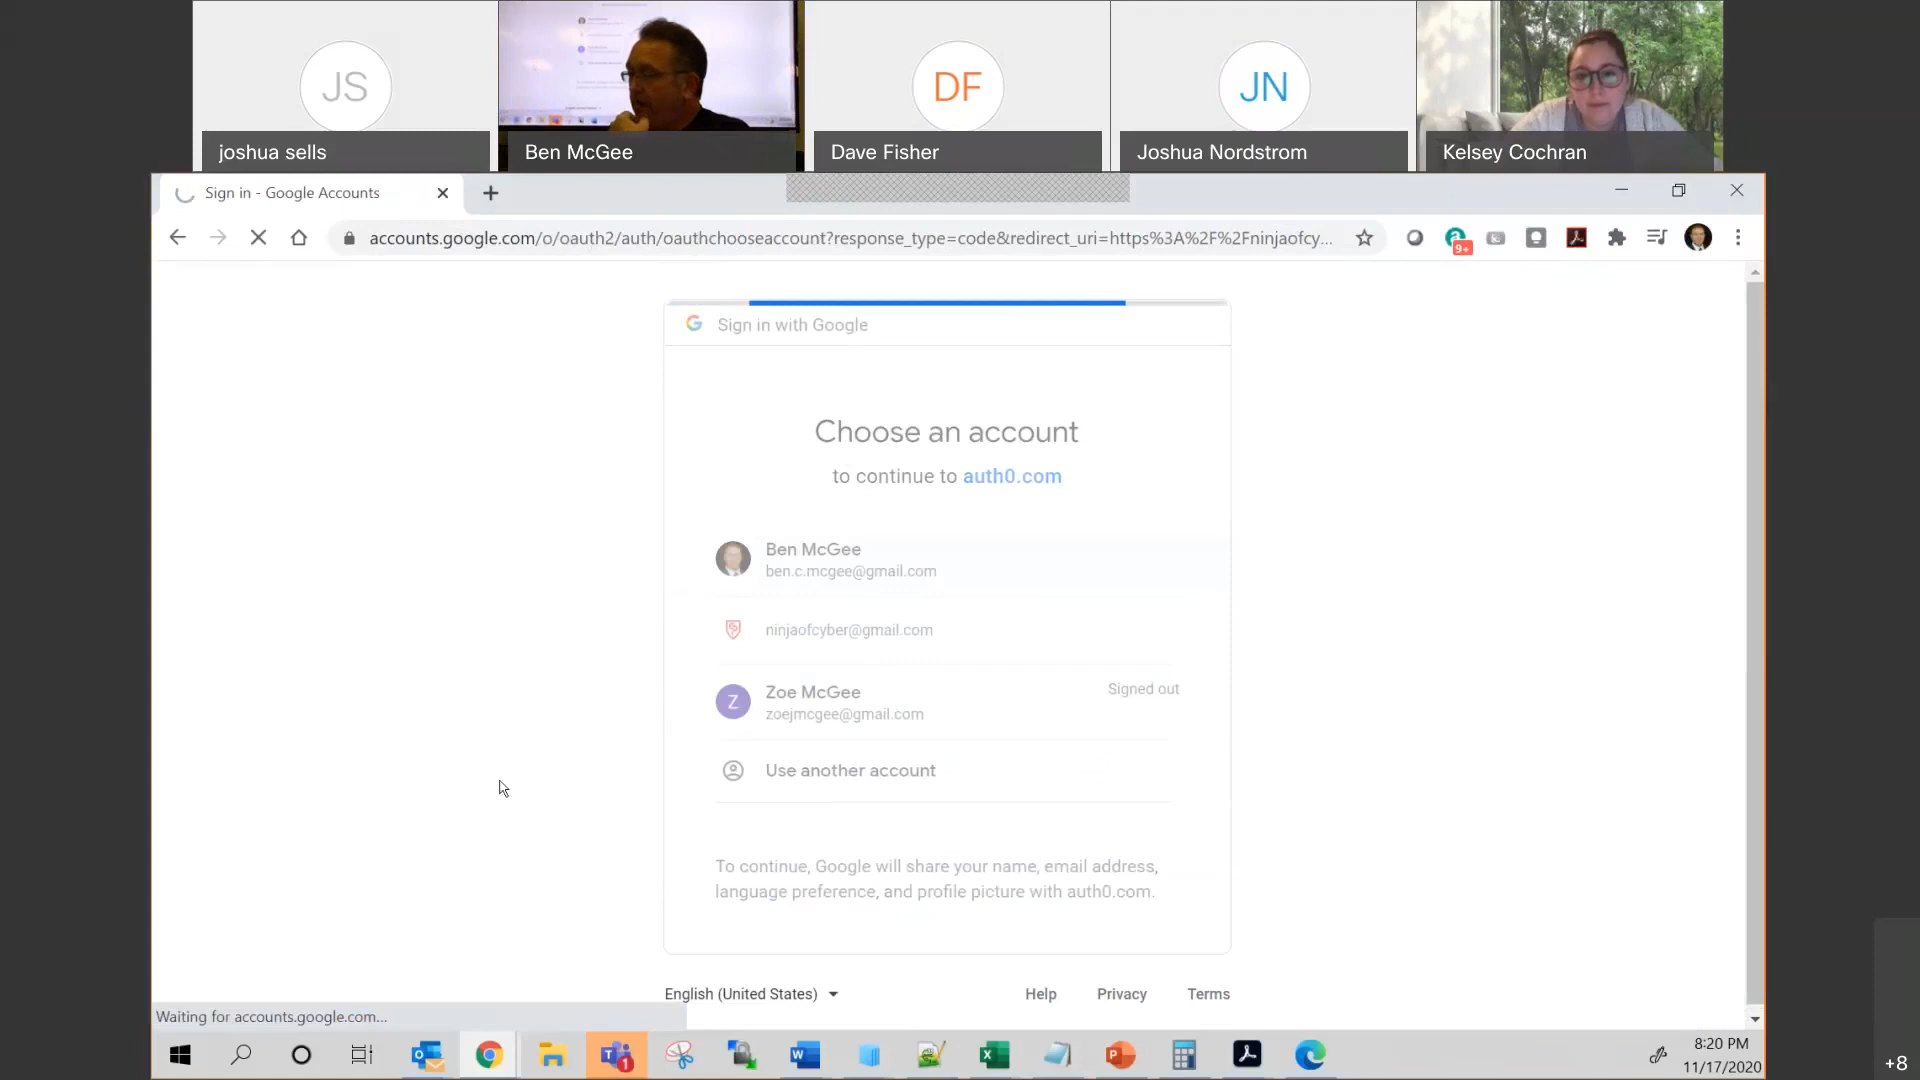 JS
DF
JN
joshua sells
Ben McGee
Dave Fisher
Joshua Nordstrom
Kelsey Cochran
Sign in - Google Accounts
accounts.google.com/o/oauth2/auth/oauthchooseaccount?response_type=code&redirect_uri=https%3A%2F%2Fninjaofcy...
9+
Sign in with Google
Choose an account
to continue to auth0.com
Ben McGee
ben.c.mcgee@gmail.com
ninjaofcyber@gmail.com
Z
Zoe McGee
Signed out
zoejmcgee@gmail.com
Use another account
To continue, Google will share your name, email address,
language preference, and profile picture with auth0.com.
English (United States)
Help
Privacy
Terms
Waiting for accounts.google.com...
1
8:20 PM
11/17/2020
+8